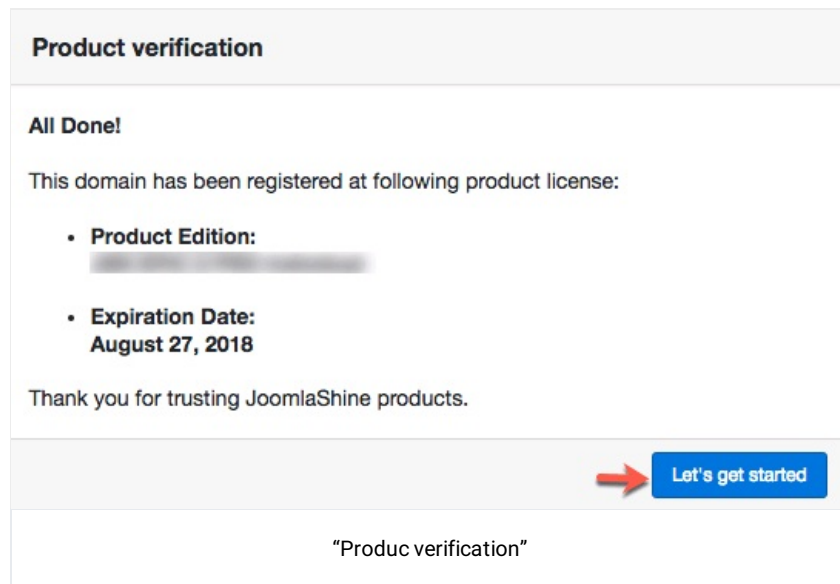 Product verification
All Done!
This domain has been registered at following product license:
• Product Edition:
• Expiration Date:
August 27, 2018
Thank you for trusting JoomlaShine products.
Let's get started
“Produc verification”